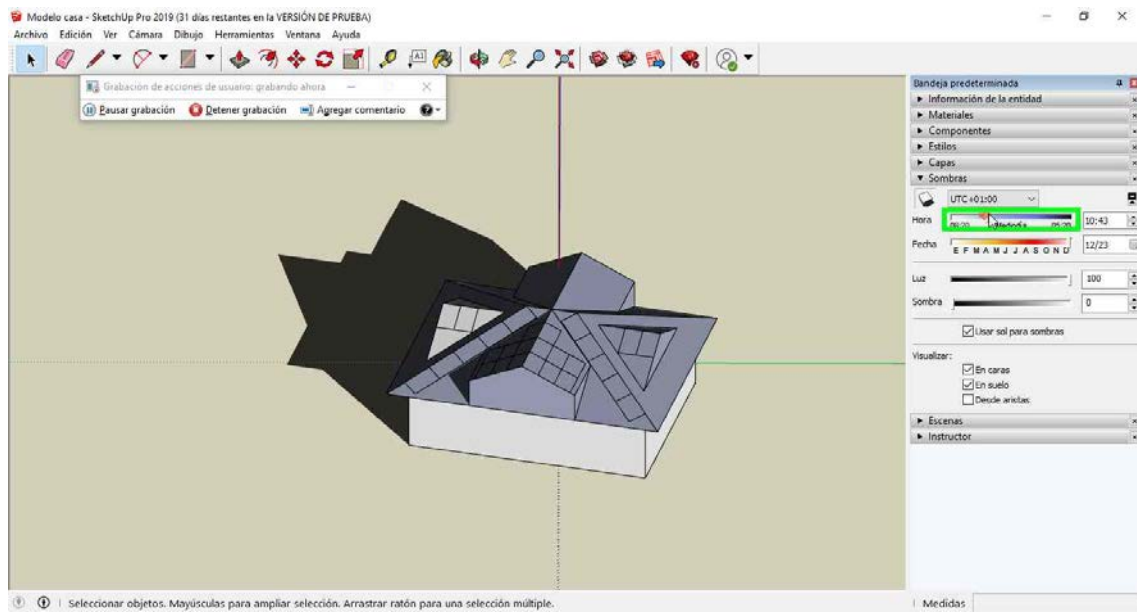 Modelo casa - SketchUp Pro 2019 (31 días restantes en la VERSIÓN DE PRUEBA)
Archivo Edición Ver Cámara Dibujo Herramientas Ventana Ayuda
A1
Grabación de acciones de usuario: grabando ahora
Pausar grabación Detener grabación Agregar comentario
Bandeja predeterminada
Información de la entidad
Materiales
Componentes
Estilos
Capas
Sombras
UTC+01:00
Hora 10:43
Fecha E F M A M J J A S O N D 12/23
Luz 100
Sombra 0
Usar sol para sombras
Visualizar:
En caras
En suelo
Desde aristas
Escenas
Instructor
Seleccionar objetos. Mayúsculas para ampliar selección. Arrastrar ratón para una selección múltiple.
Medidas